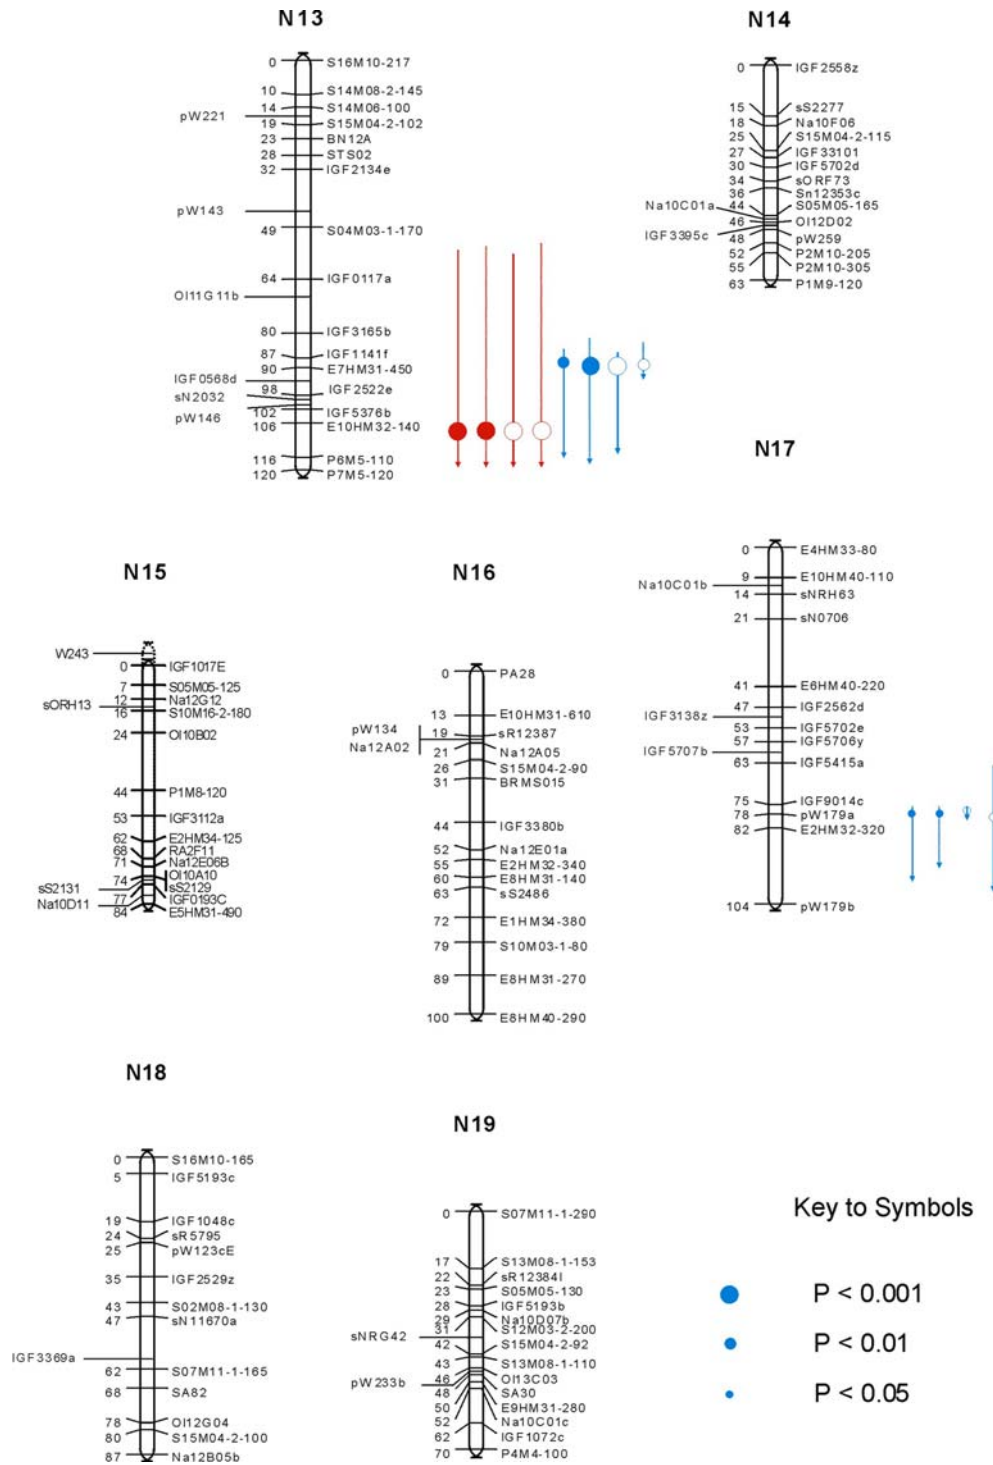 N13
0 S16M10-217
10 S14M08-2-145
14 S14M06-100
pW221
19 S15M04-2-102
23 BN12A
28 STS02
32 IGF2134e
pW143
49 S04M03-1-170
64 IGF0117a
Ol11G11b
80 IGF3165b
87 IGF1141f
90 E7HM31-450
IGF0568d
98 IGF2522e
sN2032
102 IGF5376b
pW146
106 E10HM32-140
116 P6M5-110
120 P7M5-120
N14
0 IGF2558z
15 sS2277
18 Na10F06
25 S15M04-2-115
27 IGF33101
30 IGF5702d
34 sORF73
36 Sn12353c
Na10C01a
44 S05M05-165
46 Ol12D02
IGF3395c
48 pW259
52 P2M10-205
55 P2M10-305
63 P1M9-120
N15
W243
0 IGF1017E
7 S05M05-125
12 Na12G12
sORH13
16 S10M16-2-180
24 Ol10B02
44 P1M8-120
53 IGF3112a
62 E2HM34-125
68 RA2F11
71 Na12E06B
74 Ol10A10
sS2131
sS2129
77 IGF0193C
Na10D11
84 E5HM31-490
N16
0 PA28
13 E10HM31-610
pW134
19 sR12387
Na12A02
21 Na12A05
26 S15M04-2-90
31 BRMS015
44 IGF3380b
52 Na12E01a
55 E2HM32-340
60 E8HM31-140
63 sS2486
72 E1HM34-380
79 S10M03-1-80
89 E8HM31-270
100 E8HM40-290
N17
0 E4HM33-80
9 E10HM40-110
Na10C01b
14 sNRH63
21 sN0706
41 E6HM40-220
47 IGF2562d
IGF3138z
53 IGF5702e
57 IGF5706y
IGF5707b
63 IGF5415a
75 IGF9014c
78 pW179a
82 E2HM32-320
104 pW179b
N18
0 S16M10-165
5 IGF5193c
19 IGF1048c
24 sR5795
25 pW123cE
35 IGF2529z
43 S02M08-1-130
47 sN11670a
IGF3369a
62 S07M11-1-165
68 SA82
78 Ol12G04
80 S15M04-2-100
87 Na12B05b
N19
0 S07M11-1-290
17 S13M08-1-153
22 sR12384I
23 S05M05-130
28 IGF5193b
29 Na10D07b
31 S12M03-2-200
sNRG42
42 S15M04-2-92
43 S13M08-1-110
46 Ol13C03
pW233b
48 SA30
50 E9HM31-280
52 Na10C01c
62 IGF1072c
70 P4M4-100
Key to Symbols
P < 0.001
P < 0.01
P < 0.05